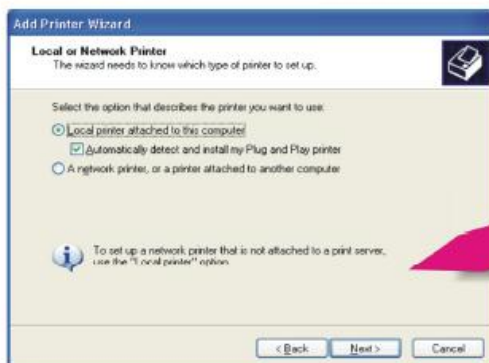 Add Printer Wizard
Local or Network Printer
The wizard needs to know which type of printer to set up.
Select the option that describes the printer you want to use:
Local printer attached to this computer
Automatically detect and install my Plug and Play printer
A network printer, or a printer attached to another computer
To set up a network printer that is not attached to a print server,
use the "Local printer" option.
< Back
Next >
Cancel